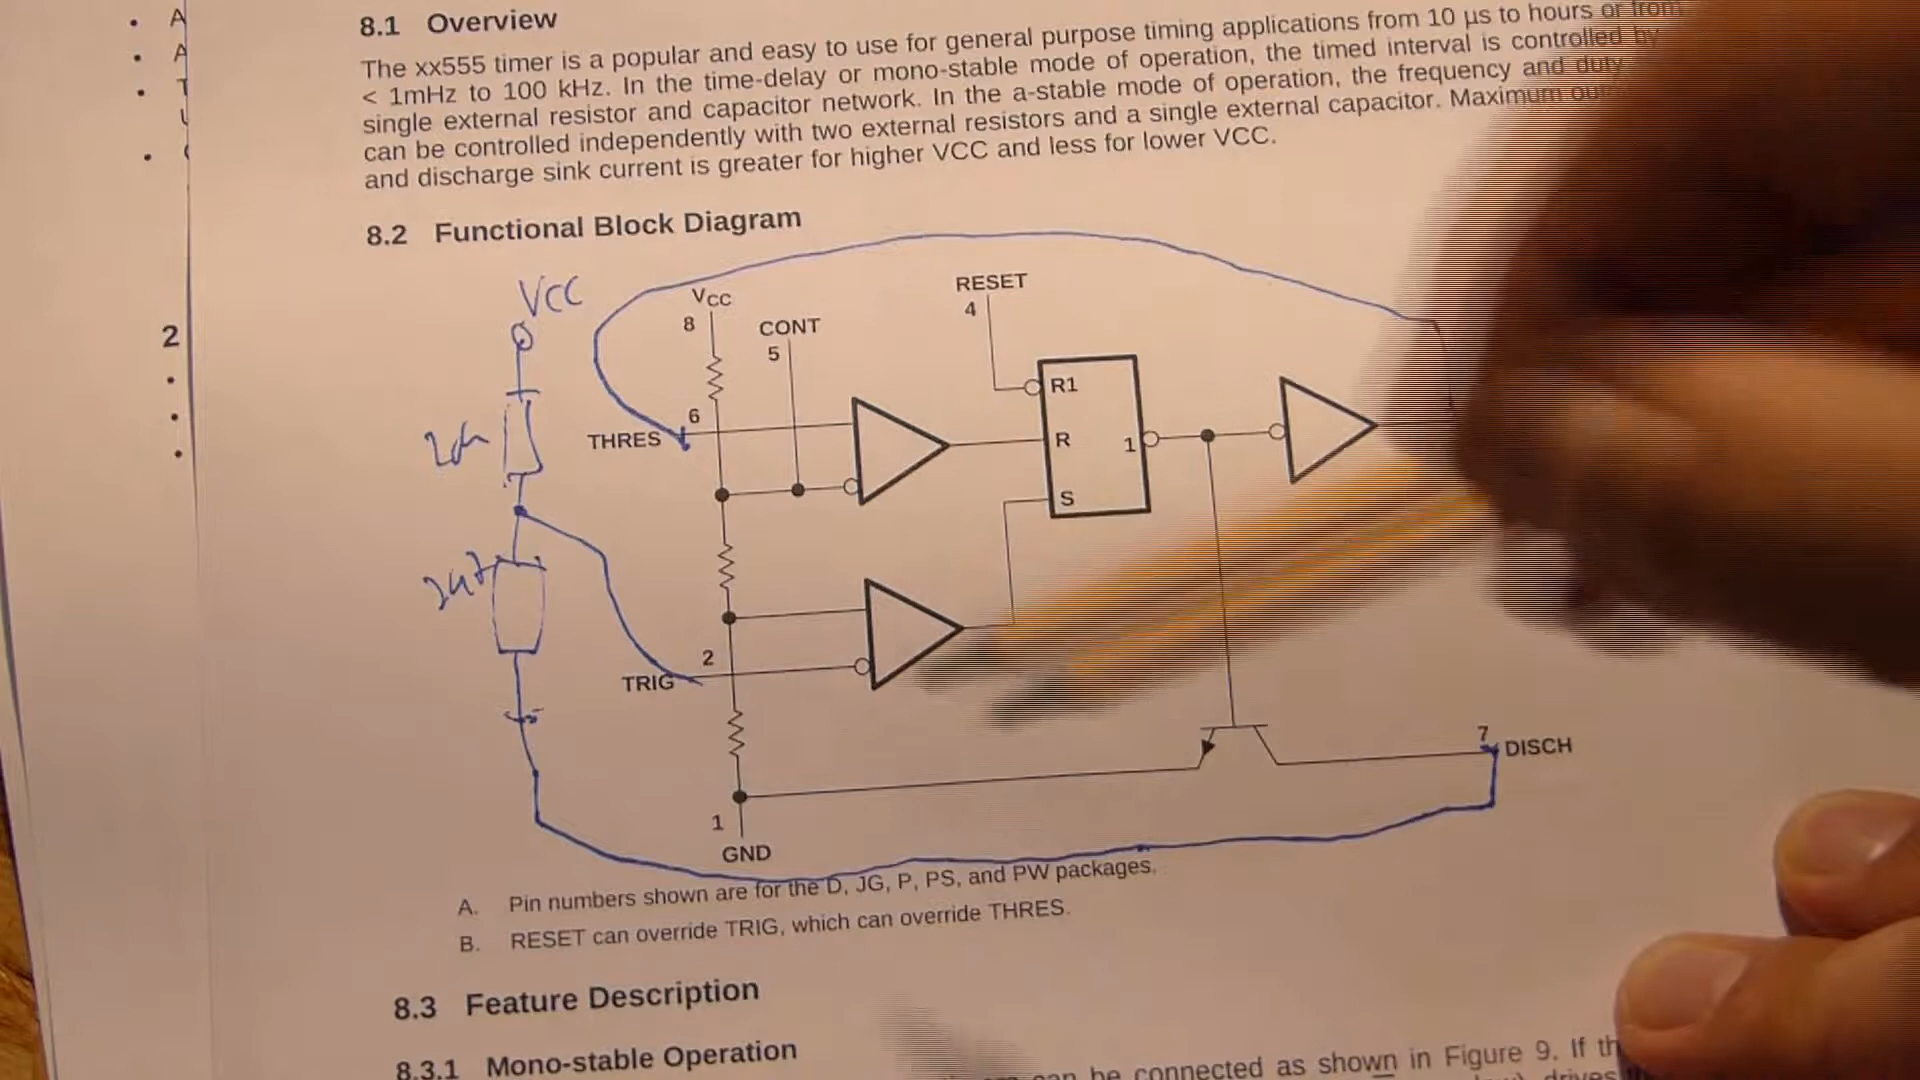 8.1 Overview
The xx555 timer is a popular and easy to use for general purpose timing applications from 10 µs to hours or from
< 1mHz to 100 kHz. In the time-delay or mono-stable mode of operation, the timed interval is controlled by
single external resistor and capacitor network. In the a-stable mode of operation, the frequency and duty
can be controlled independently with two external resistors and a single external capacitor. Maximum
and discharge sink current is greater for higher VCC and less for lower VCC.
8.2 Functional Block Diagram
VCC
VCC
8
CONT
5
RESET
4
2
6
THRES
R1
R
1
S
2
TRIG
7
DISCH
1
GND
A. Pin numbers shown are for the D, JG, P, PS, and PW packages.
B. RESET can override TRIG, which can override THRES.
8.3 Feature Description
8.3.1 Mono-stable Operation
can be connected as shown in Figure 9. If
drives